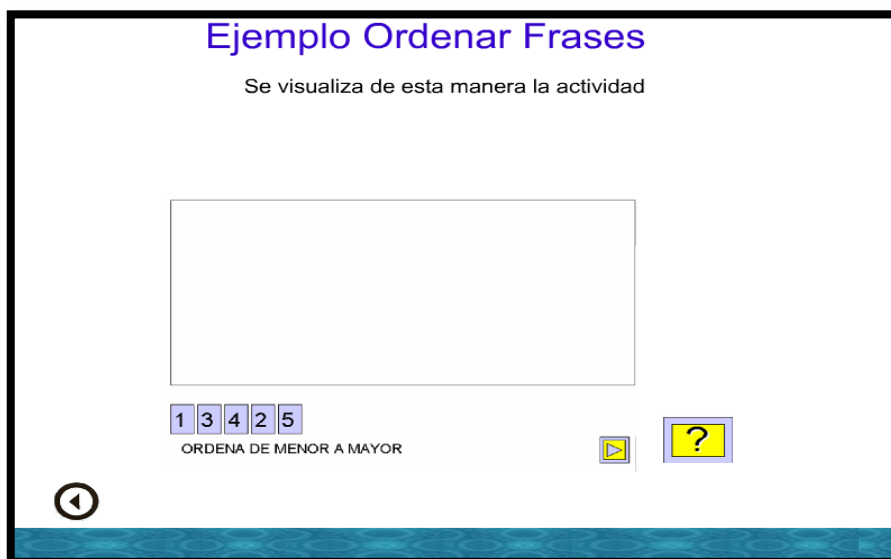 Ejemplo Ordenar Frases
Se visualiza de esta manera la actividad
1 3 4 2 5
ORDENA DE MENOR A MAYOR
?